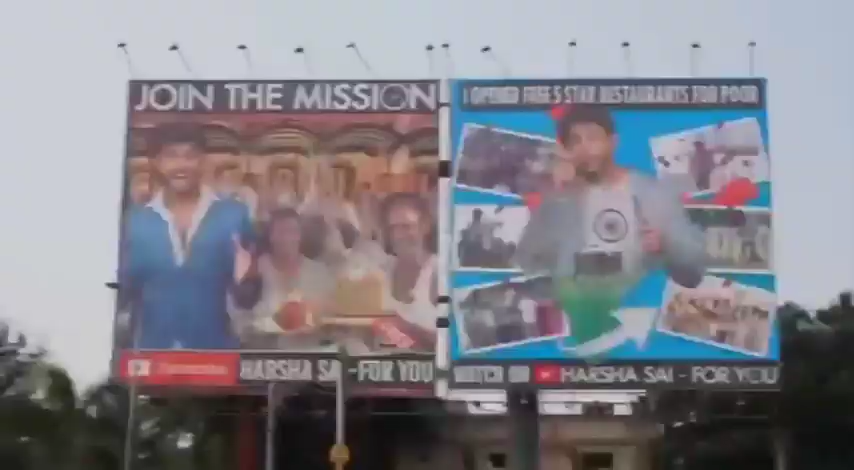 JOIN THE MISSION
HARSHA SAI - FOR YOU
I OPENED FREE 5 STAR RESTAURANTS FOR POOR
WATCH ON HARSHA SAI - FOR YOU